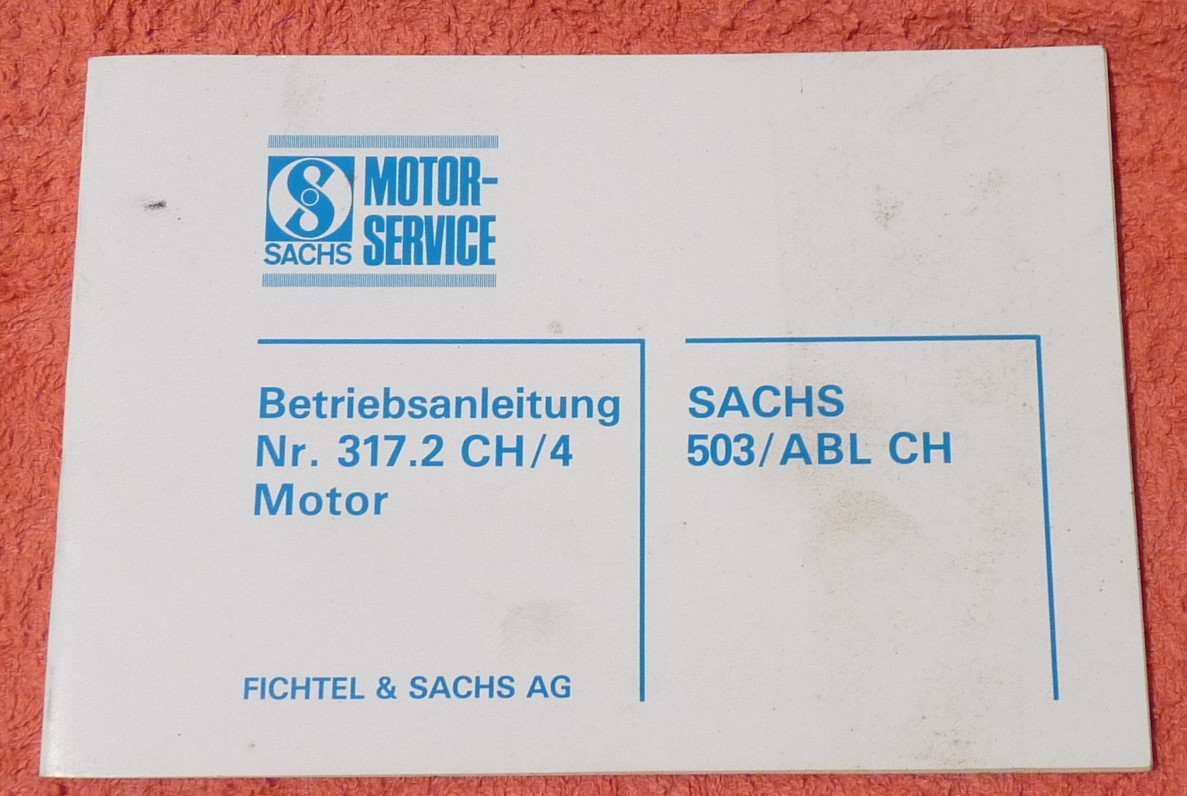 MOTOR-
SERVICE
SACHS
Betriebsanleitung
Nr. 317.2 CH/4
Motor
SACHS
503/ABL CH
FICHTEL & SACHS AG